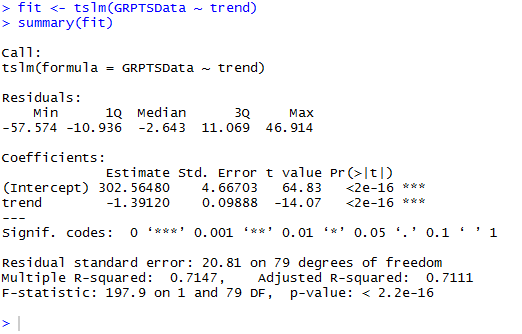 > fit <- tslm(GRPTSData ~ trend)
> summary(fit)
Call:
tslm(formula = GRPTSData ~ trend)
Residuals:
    Min      1Q  Median      3Q     Max
-57.574 -10.936  -2.643  11.069  46.914
Coefficients:
             Estimate Std. Error t value Pr(>|t|)
(Intercept) 302.56480    4.66703   64.83   <2e-16 ***
trend        -1.39120    0.09888  -14.07   <2e-16 ***
---
Signif. codes:  0 ‘***’ 0.001 ‘**’ 0.01 ‘*’ 0.05 ‘.’ 0.1 ‘ ’ 1
Residual standard error: 20.81 on 79 degrees of freedom
Multiple R-squared:  0.7147,    Adjusted R-squared:  0.7111
F-statistic: 197.9 on 1 and 79 DF,  p-value: < 2.2e-16
>